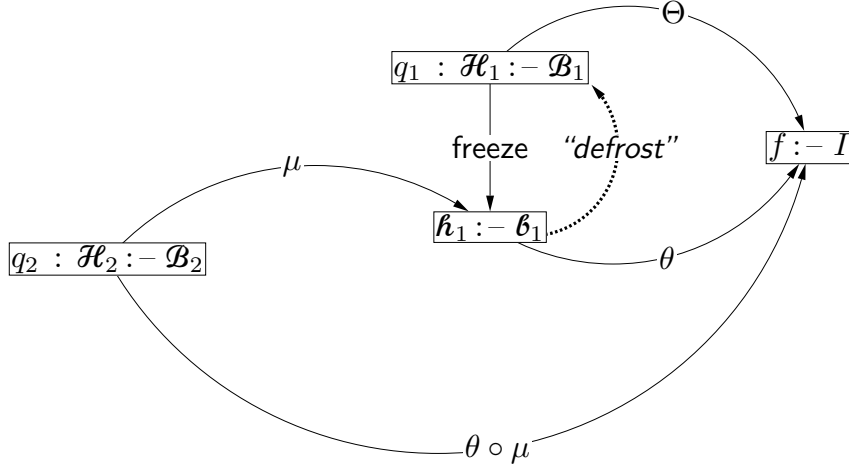 Θ
q₁ : ℋ₁ :– ℬ₁
freeze
“defrost”
f :– I
μ
𝒽₁ :– 𝒷₁
q₂ : ℋ₂ :– ℬ₂
θ
θ ∘ μ